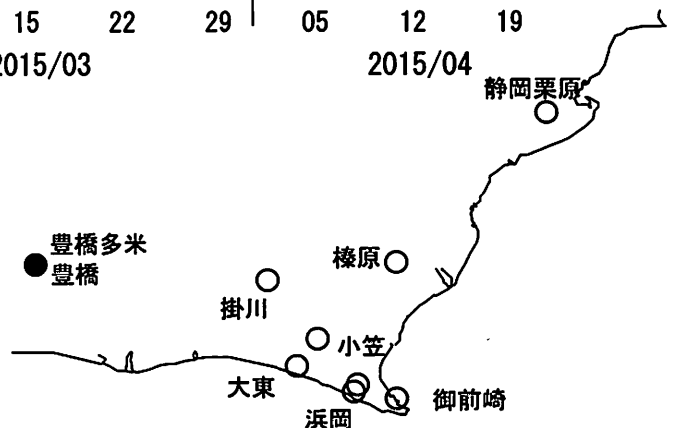 15 22 29 05 12 19
2015/03 2015/04
静岡栗原
豊橋多米
豊橋
榛原
掛川
小笠
大東
御前崎
浜岡